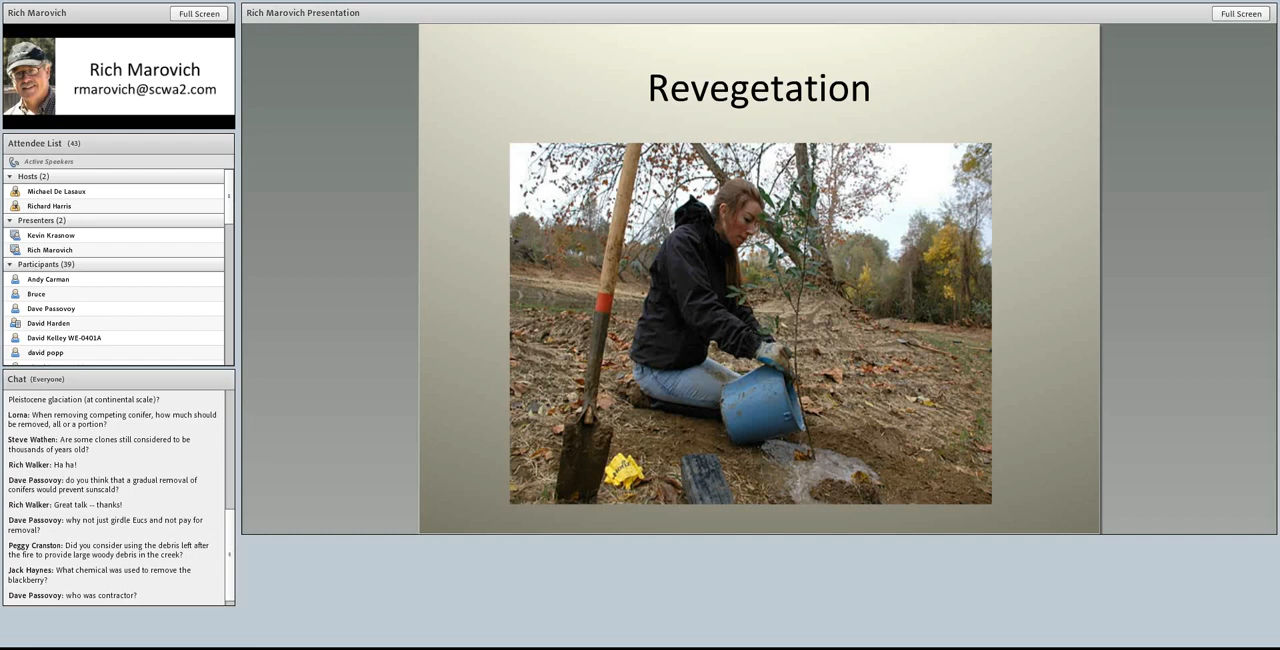 Rich Marovich
Full Screen
Rich Marovich
rmarovich@scwa2.com
Attendee List (43)
Active Speakers
Hosts (2)
Michael De Lasaux
Richard Harris
Presenters (2)
Kevin Krasnow
Rich Marovich
Participants (39)
Andy Carman
Bruce
Dave Passovoy
David Harden
David Kelley WE-0401A
david popp
Chat (Everyone)
Pleistocene glaciation (at continental scale)?
Lorna: When removing competing conifer, how much should
be removed, all or a portion?
Steve Wathen: Are some clones still considered to be
thousands of years old?
Rich Walker: Ha ha!
Dave Passovoy: do you think that a gradual removal of
conifers would prevent sunscald?
Rich Walker: Great talk -- thanks!
Dave Passovoy: why not just girdle Eucs and not pay for
removal?
Peggy Cranston: Did you consider using the debris left after
the fire to provide large woody debris in the creek?
Jack Haynes: What chemical was used to remove the
blackberry?
Dave Passovoy: who was contractor?
Rich Marovich Presentation
Full Screen
Revegetation